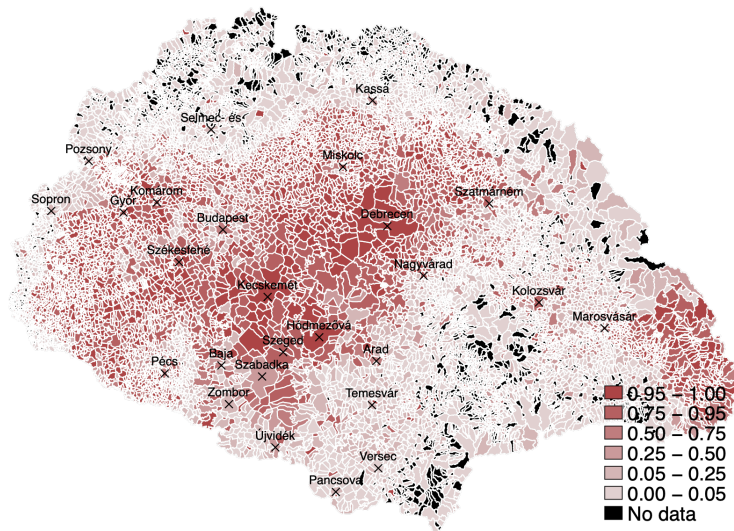 Kassa
Sejmec- és
Pozsony
Miskolc
Sopron
Győr
Komárom
Szatmárném
Debrecen
Budapest
Székesfehé
Nagyvárad
Kecskemét
Kolozsvár
Marosvásár
Hódmezová
Szeged
Arad
Pécs
Baja
Szabadka
Zombor
Temesvár
Újvidék
Versec
Pancsova
0.95 – 1.00
0.75 – 0.95
0.50 – 0.75
0.25 – 0.50
0.05 – 0.25
0.00 – 0.05
No data